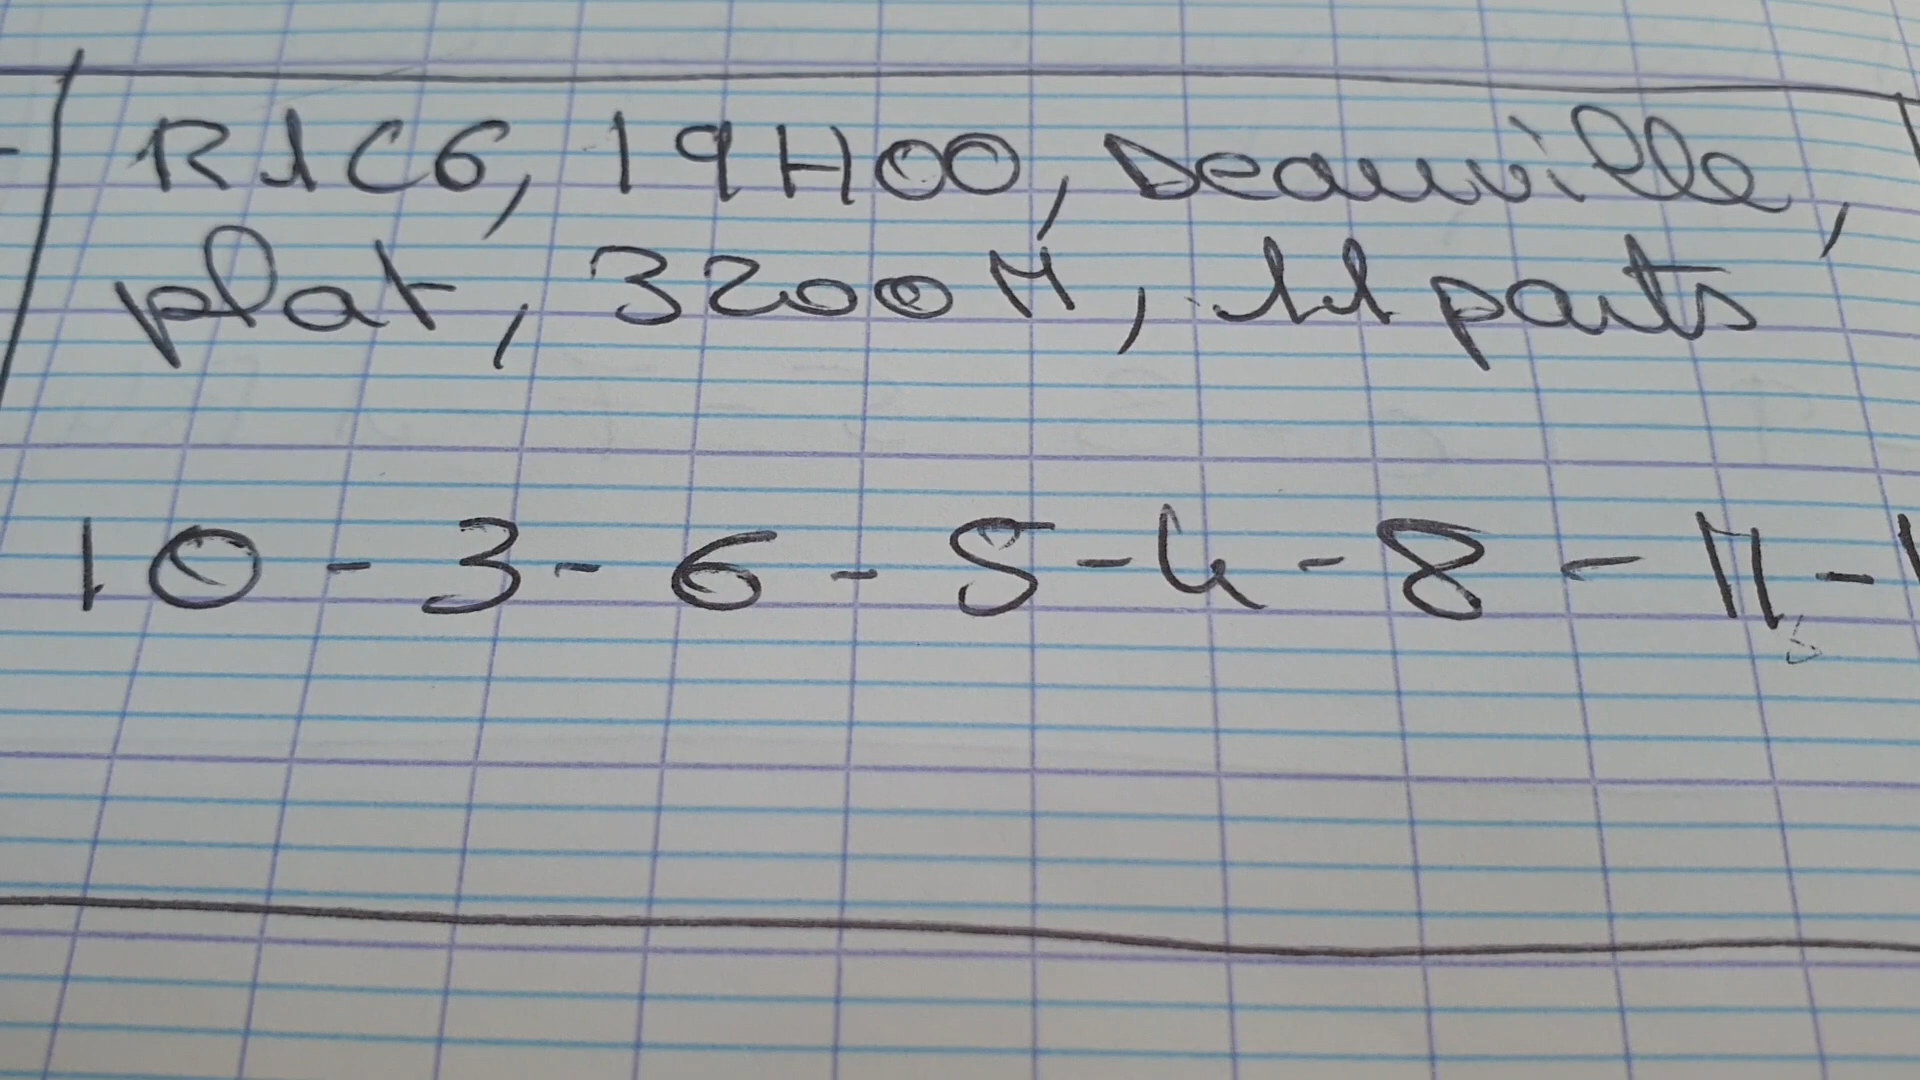 R1C6, 19H00, Deauville,
plat, 3200M, 11 parts
10 - 3 - 6 - 5 - 4 - 8 - 11 -